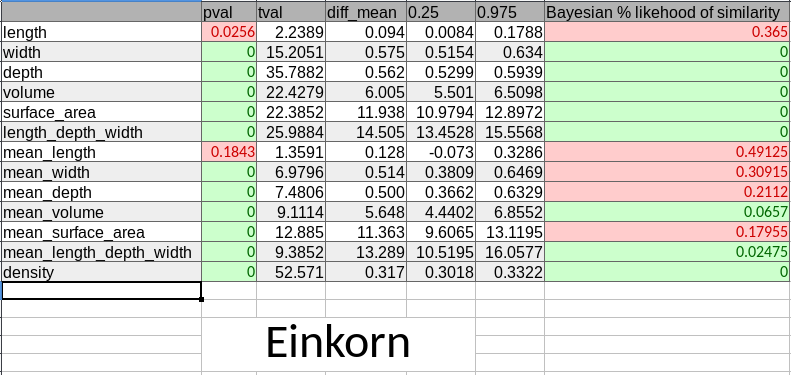 pval tval diff_mean 0.25 0.975 Bayesian % likehood of similarity
length 0.0256 2.2389 0.094 0.0084 0.1788 0.365
width 0 15.2051 0.575 0.5154 0.634 0
depth 0 35.7882 0.562 0.5299 0.5939 0
volume 0 22.4279 6.005 5.501 6.5098 0
surface_area 0 22.3852 11.938 10.9794 12.8972 0
length_depth_width 0 25.9884 14.505 13.4528 15.5568 0
mean_length 0.1843 1.3591 0.128 -0.073 0.3286 0.49125
mean_width 0 6.9796 0.514 0.3809 0.6469 0.30915
mean_depth 0 7.4806 0.500 0.3662 0.6329 0.2112
mean_volume 0 9.1114 5.648 4.4402 6.8552 0.0657
mean_surface_area 0 12.885 11.363 9.6065 13.1195 0.17955
mean_length_depth_width 0 9.3852 13.289 10.5195 16.0577 0.02475
density 0 52.571 0.317 0.3018 0.3322 0
Einkorn